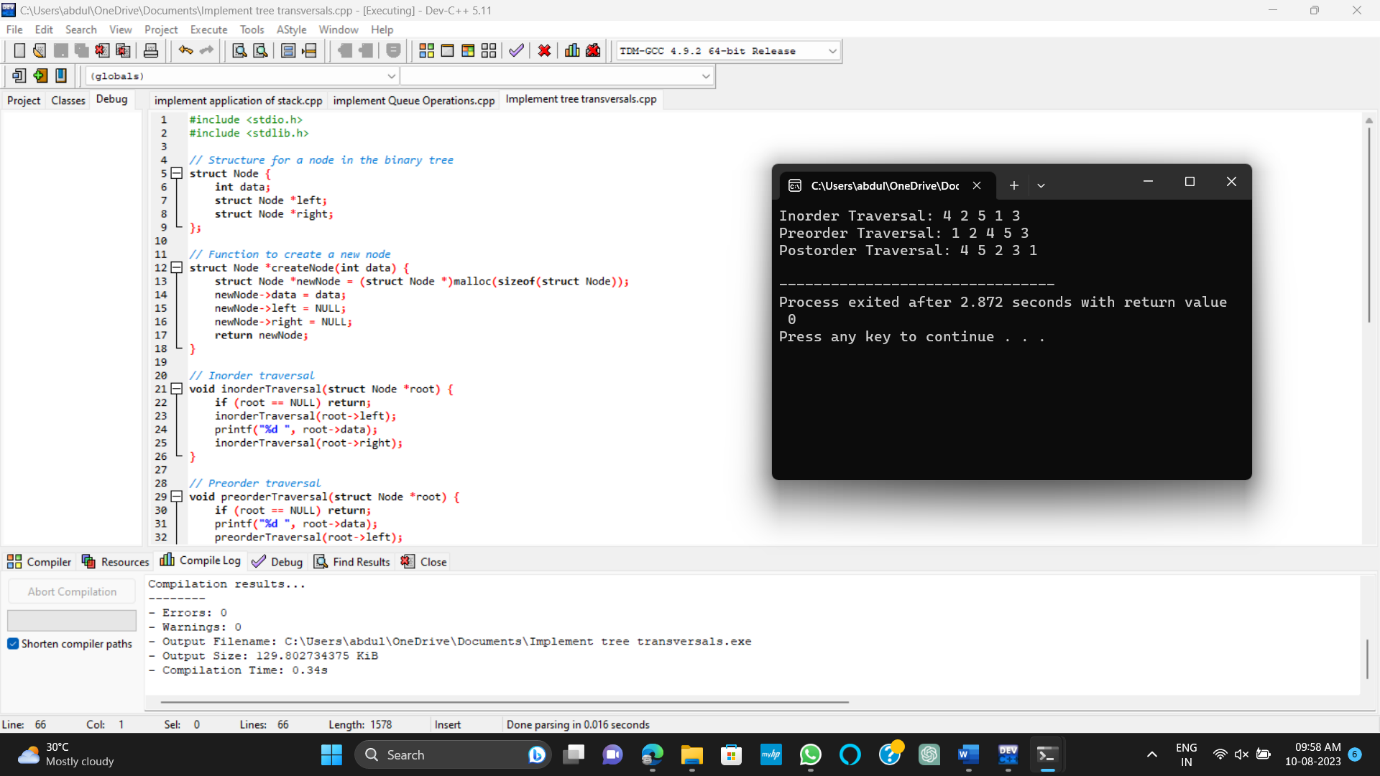 C:\Users\abdul\OneDrive\Documents\Implement tree transversals.cpp - [Executing] - Dev-C++ 5.11
File Edit Search View Project Execute Tools AStyle Window Help
TDM-GCC 4.9.2 64-bit Release
(globals)
Project Classes Debug
implement application of stack.cpp implement Queue Operations.cpp Implement tree transversals.cpp
1 #include <stdio.h>
2 #include <stdlib.h>
3
4 // Structure for a node in the binary tree
5 struct Node {
6 int data;
7 struct Node *left;
8 struct Node *right;
9 };
10
11 // Function to create a new node
12 struct Node *createNode(int data) {
13 struct Node *newNode = (struct Node *)malloc(sizeof(struct Node));
14 newNode->data = data;
15 newNode->left = NULL;
16 newNode->right = NULL;
17 return newNode;
18 }
19
20 // Inorder traversal
21 void inorderTraversal(struct Node *root) {
22 if (root == NULL) return;
23 inorderTraversal(root->left);
24 printf("%d ", root->data);
25 inorderTraversal(root->right);
26 }
27
28 // Preorder traversal
29 void preorderTraversal(struct Node *root) {
30 if (root == NULL) return;
31 printf("%d ", root->data);
32 preorderTraversal(root->left);
C:\Users\abdul\OneDrive\Doc
Inorder Traversal: 4 2 5 1 3
Preorder Traversal: 1 2 4 5 3
Postorder Traversal: 4 5 2 3 1
--------------------------------
Process exited after 2.872 seconds with return value
0
Press any key to continue . . .
Compiler Resources Compile Log Debug Find Results Close
Abort Compilation
Shorten compiler paths
Compilation results...
--------
- Errors: 0
- Warnings: 0
- Output Filename: C:\Users\abdul\OneDrive\Documents\Implement tree transversals.exe
- Output Size: 129.802734375 KiB
- Compilation Time: 0.34s
Line: 66 Col: 1 Sel: 0 Lines: 66 Length: 1578 Insert Done parsing in 0.016 seconds
30°C
Mostly cloudy
Search
myhp
W
DEV
ENG
IN
09:58 AM
10-08-2023
6